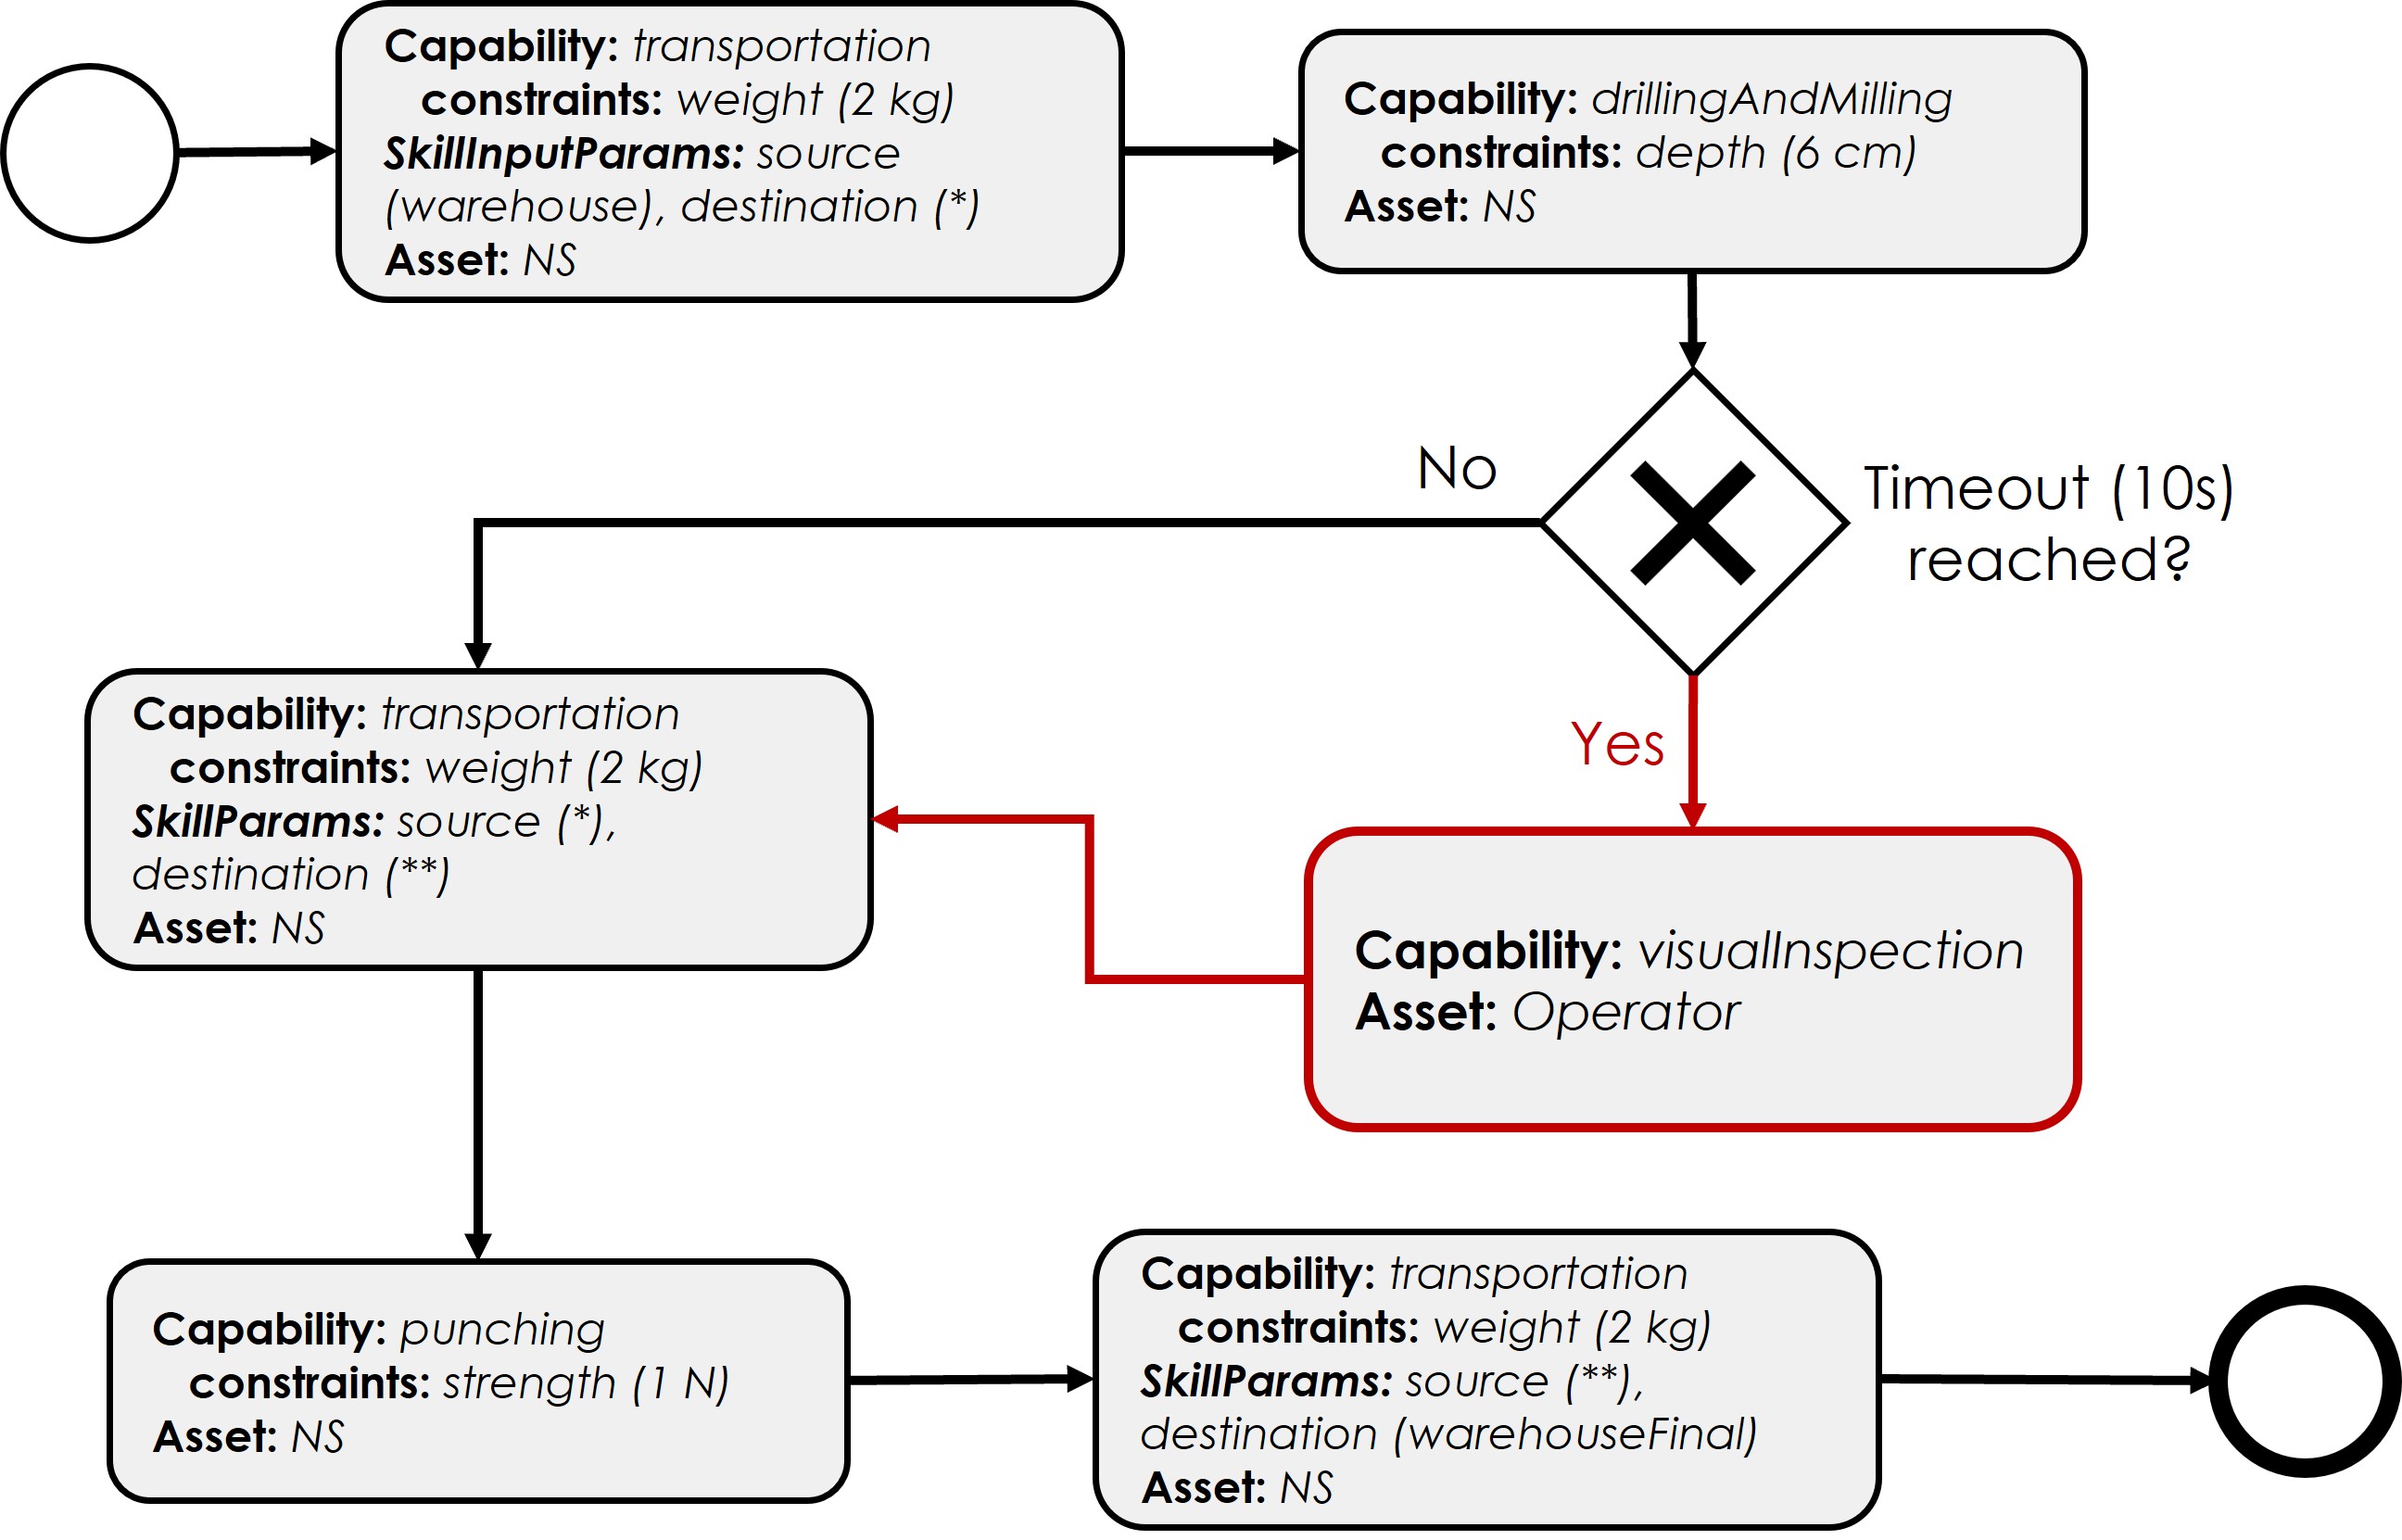 Capability: transportation
constraints: weight (2 kg)
SkillInputParams: source
(warehouse), destination (*)
Asset: NS
Capability: drillingAndMilling
constraints: depth (6 cm)
Asset: NS
No
Timeout (10s)
reached?
Yes
Capability: transportation
constraints: weight (2 kg)
SkillParams: source (*),
destination (**)
Asset: NS
Capability: visualInspection
Asset: Operator
Capability: punching
constraints: strength (1 N)
Asset: NS
Capability: transportation
constraints: weight (2 kg)
SkillParams: source (**),
destination (warehouseFinal)
Asset: NS